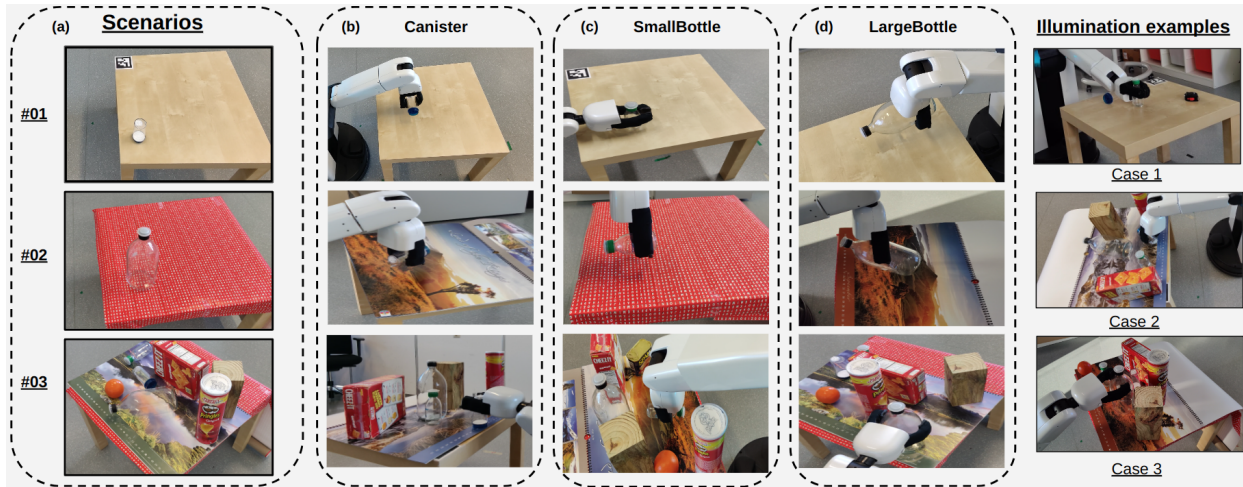 (a) Scenarios
(b) Canister
(c) SmallBottle
(d) LargeBottle
Illumination examples
#01
Case 1
#02
Case 2
#03
Case 3